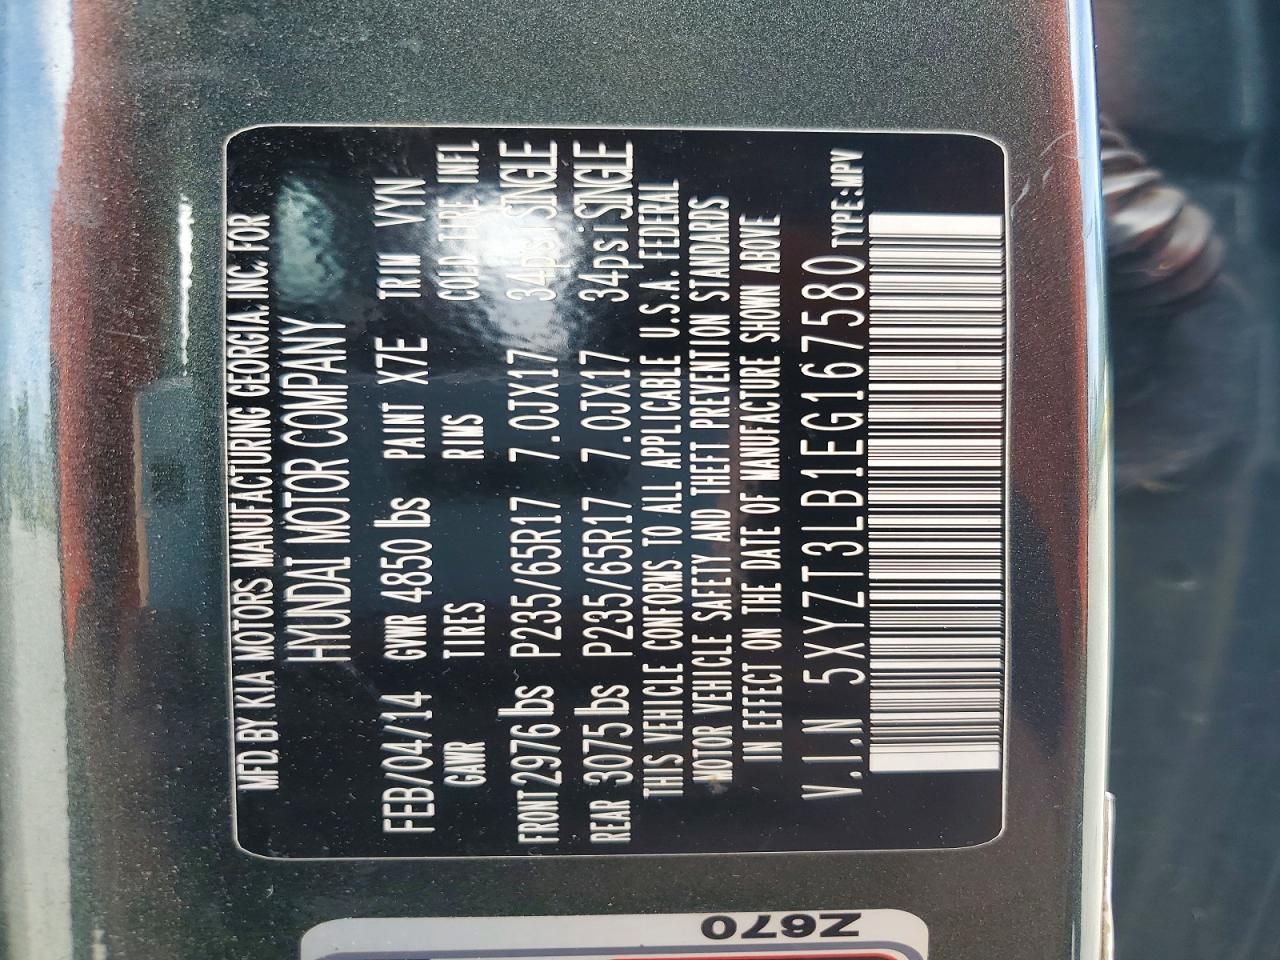 MFD. BY KIA MOTORS MANUFACTURING GEORGIA, INC. FOR
HYUNDAI MOTOR COMPANY
FEB/04/14 GVWR 4850 lbs PAINT X7E TRIM VYN
GAWR TIRES RIMS COLD TIRE INFL
FRONT 2976 lbs P235/65R17 7.0JX17 34psi SINGLE
REAR 3075 lbs P235/65R17 7.0JX17 34psi SINGLE
THIS VEHICLE CONFORMS TO ALL APPLICABLE U.S.A. FEDERAL
MOTOR VEHICLE SAFETY AND THEFT PREVENTION STANDARDS
IN EFFECT ON THE DATE OF MANUFACTURE SHOWN ABOVE
V.I.N 5XYZT3LB1EG167580 TYPE:MPV
Z670